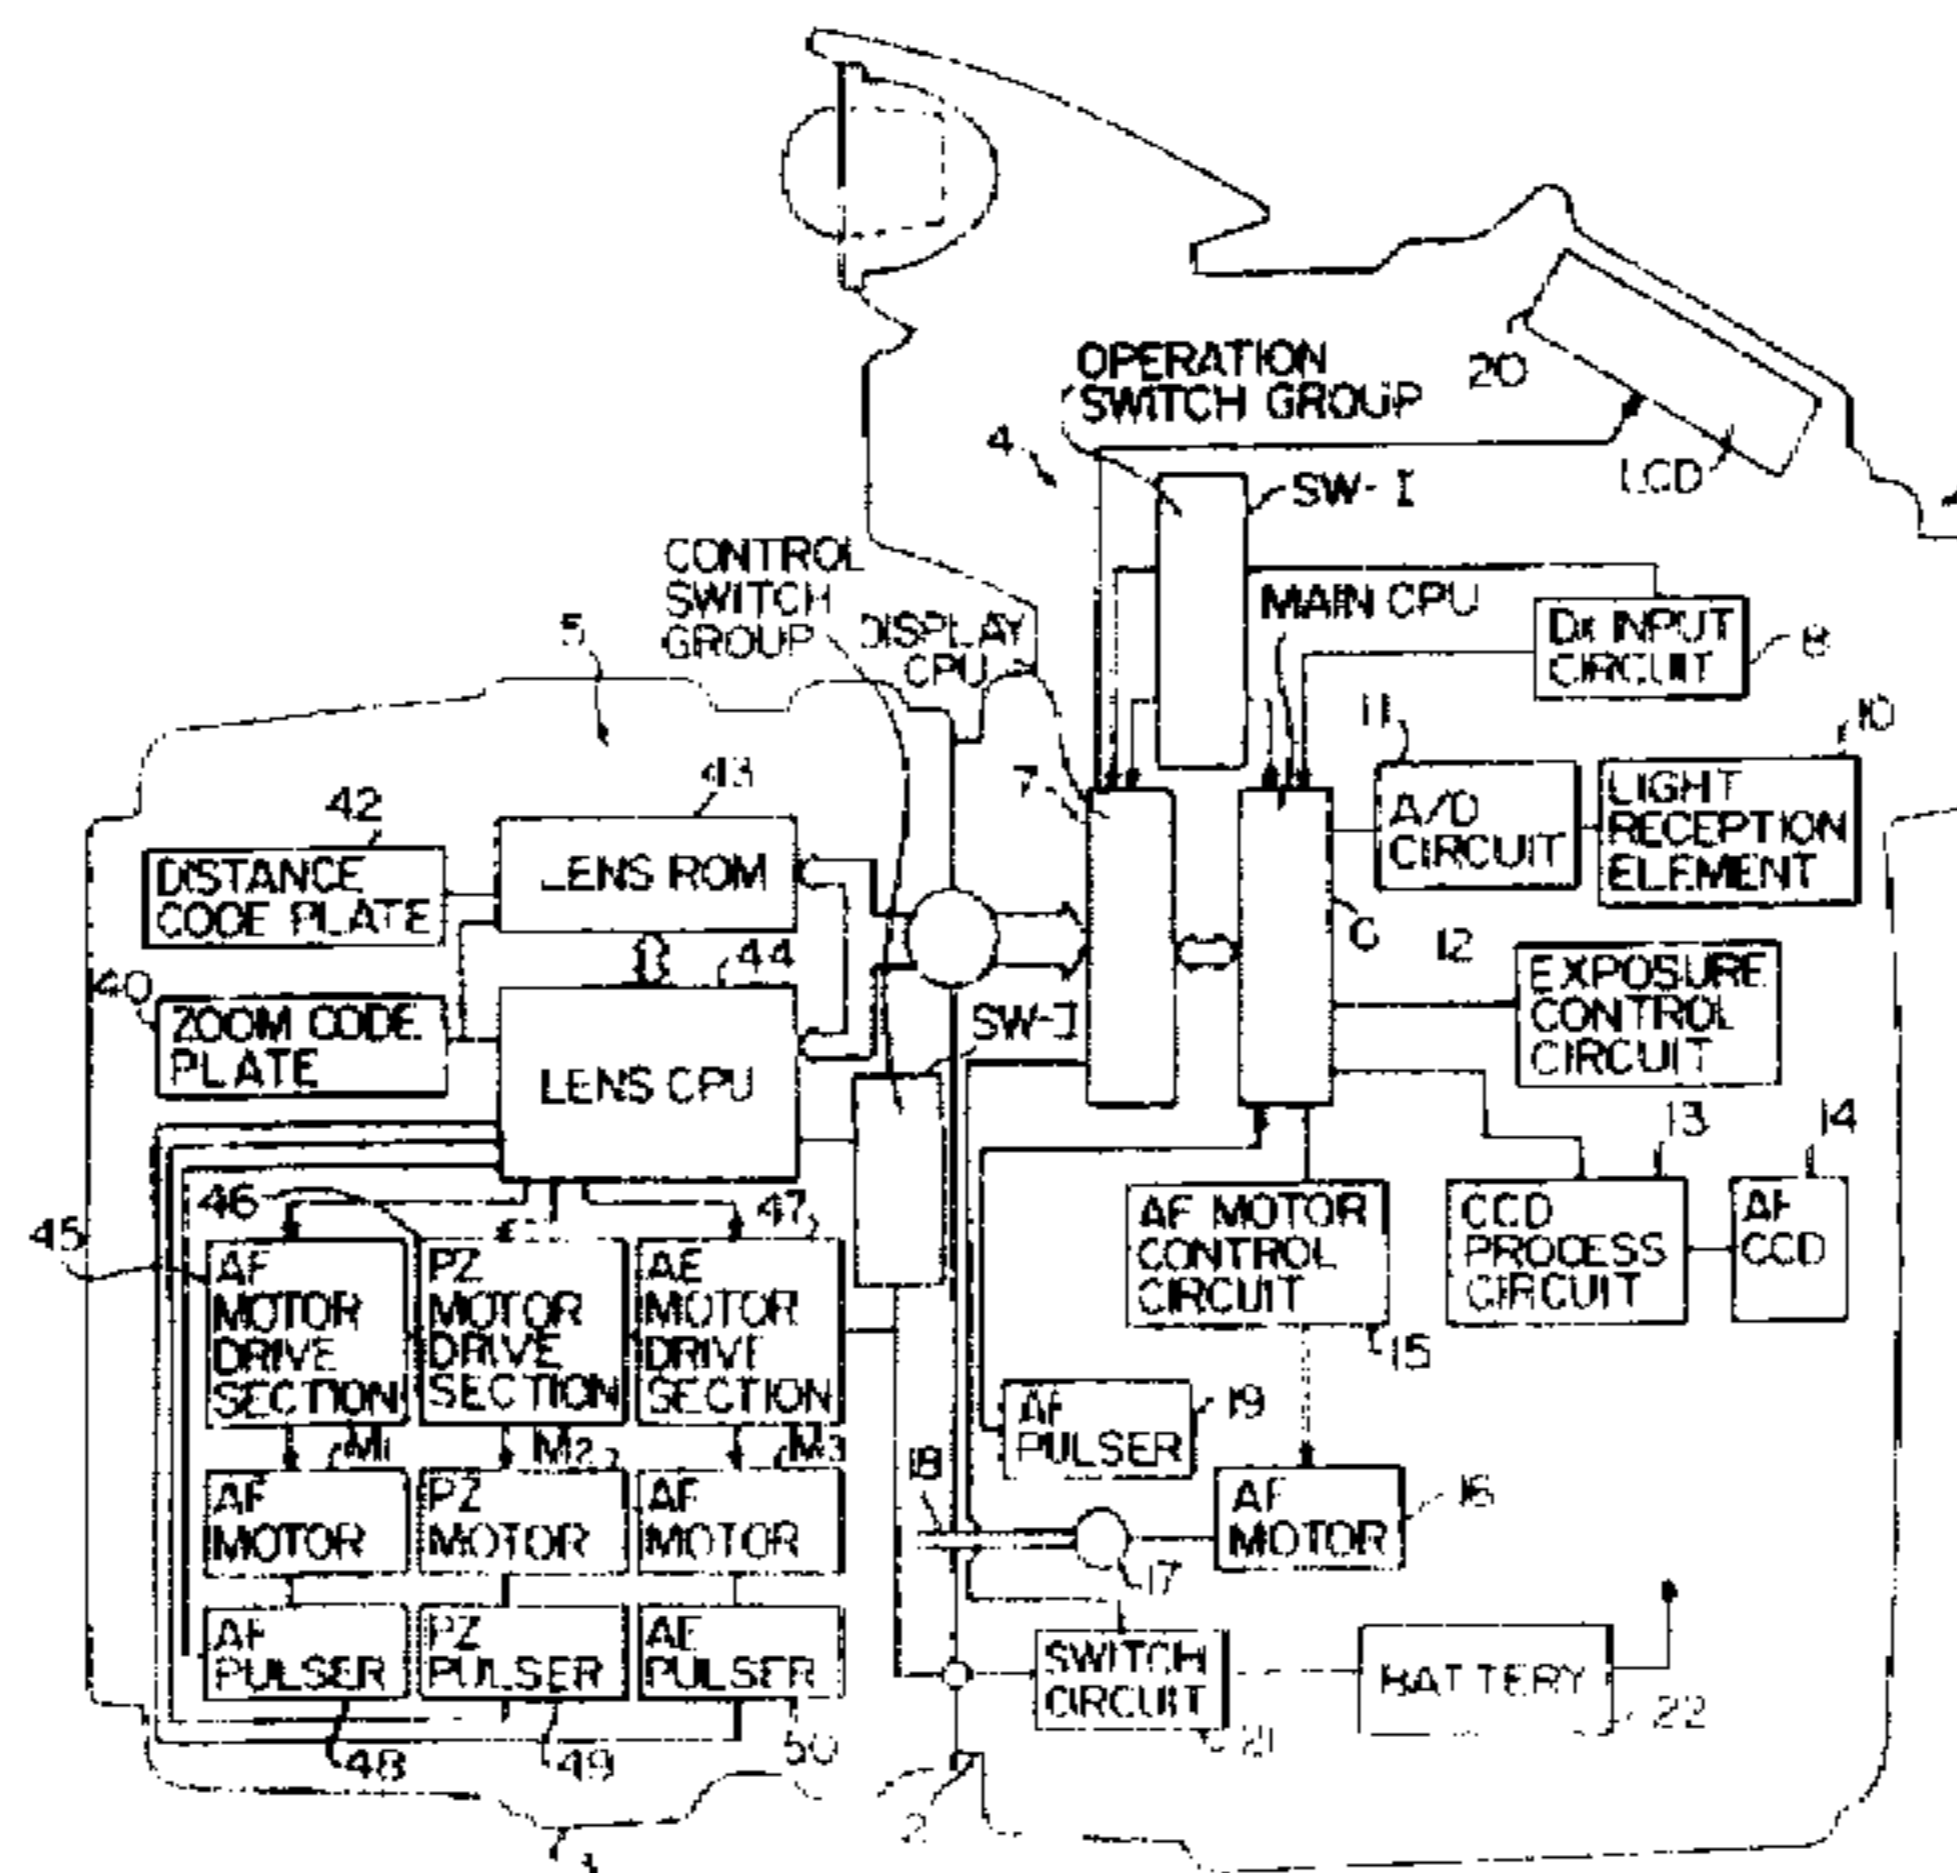 OPERATION
SWITCH GROUP
20
LCD
4
SW-I
CONTROL
SWITCH
GROUP
DISPLAY
CPU
MAIN CPU
DX INPUT
CIRCUIT
8
5
11
10
7
A/D
CIRCUIT
LIGHT
RECEPTION
ELEMENT
42
43
DISTANCE
CODE PLATE
LENS ROM
6
12
44
40
ZOOM CODE
PLATE
LENS CPU
EXPOSURE
CONTROL
CIRCUIT
13
14
46
47
45
AF MOTOR
CONTROL
CIRCUIT
CCD
PROCESS
CIRCUIT
AF
CCD
15
AF
MOTOR
DRIVE
SECTION
PZ
MOTOR
DRIVE
SECTION
AE
MOTOR
DRIVE
SECTION
M1
M2
M3
AF
PULSER
19
18
AF
MOTOR
PZ
MOTOR
AE
MOTOR
AF
MOTOR
16
17
AF
PULSER
PZ
PULSER
AE
PULSER
SWITCH
CIRCUIT
BATTERY
21
22
48
49
50
2
3